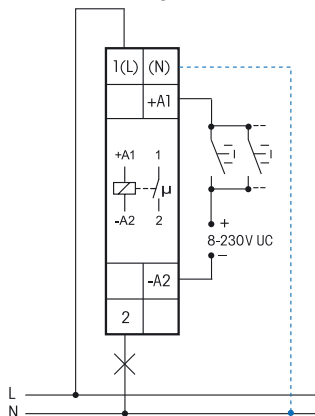 1(L) (N)
+A1
+A1 1
µ
-A2 2
+
8-230V UC
–
-A2
2
L
N